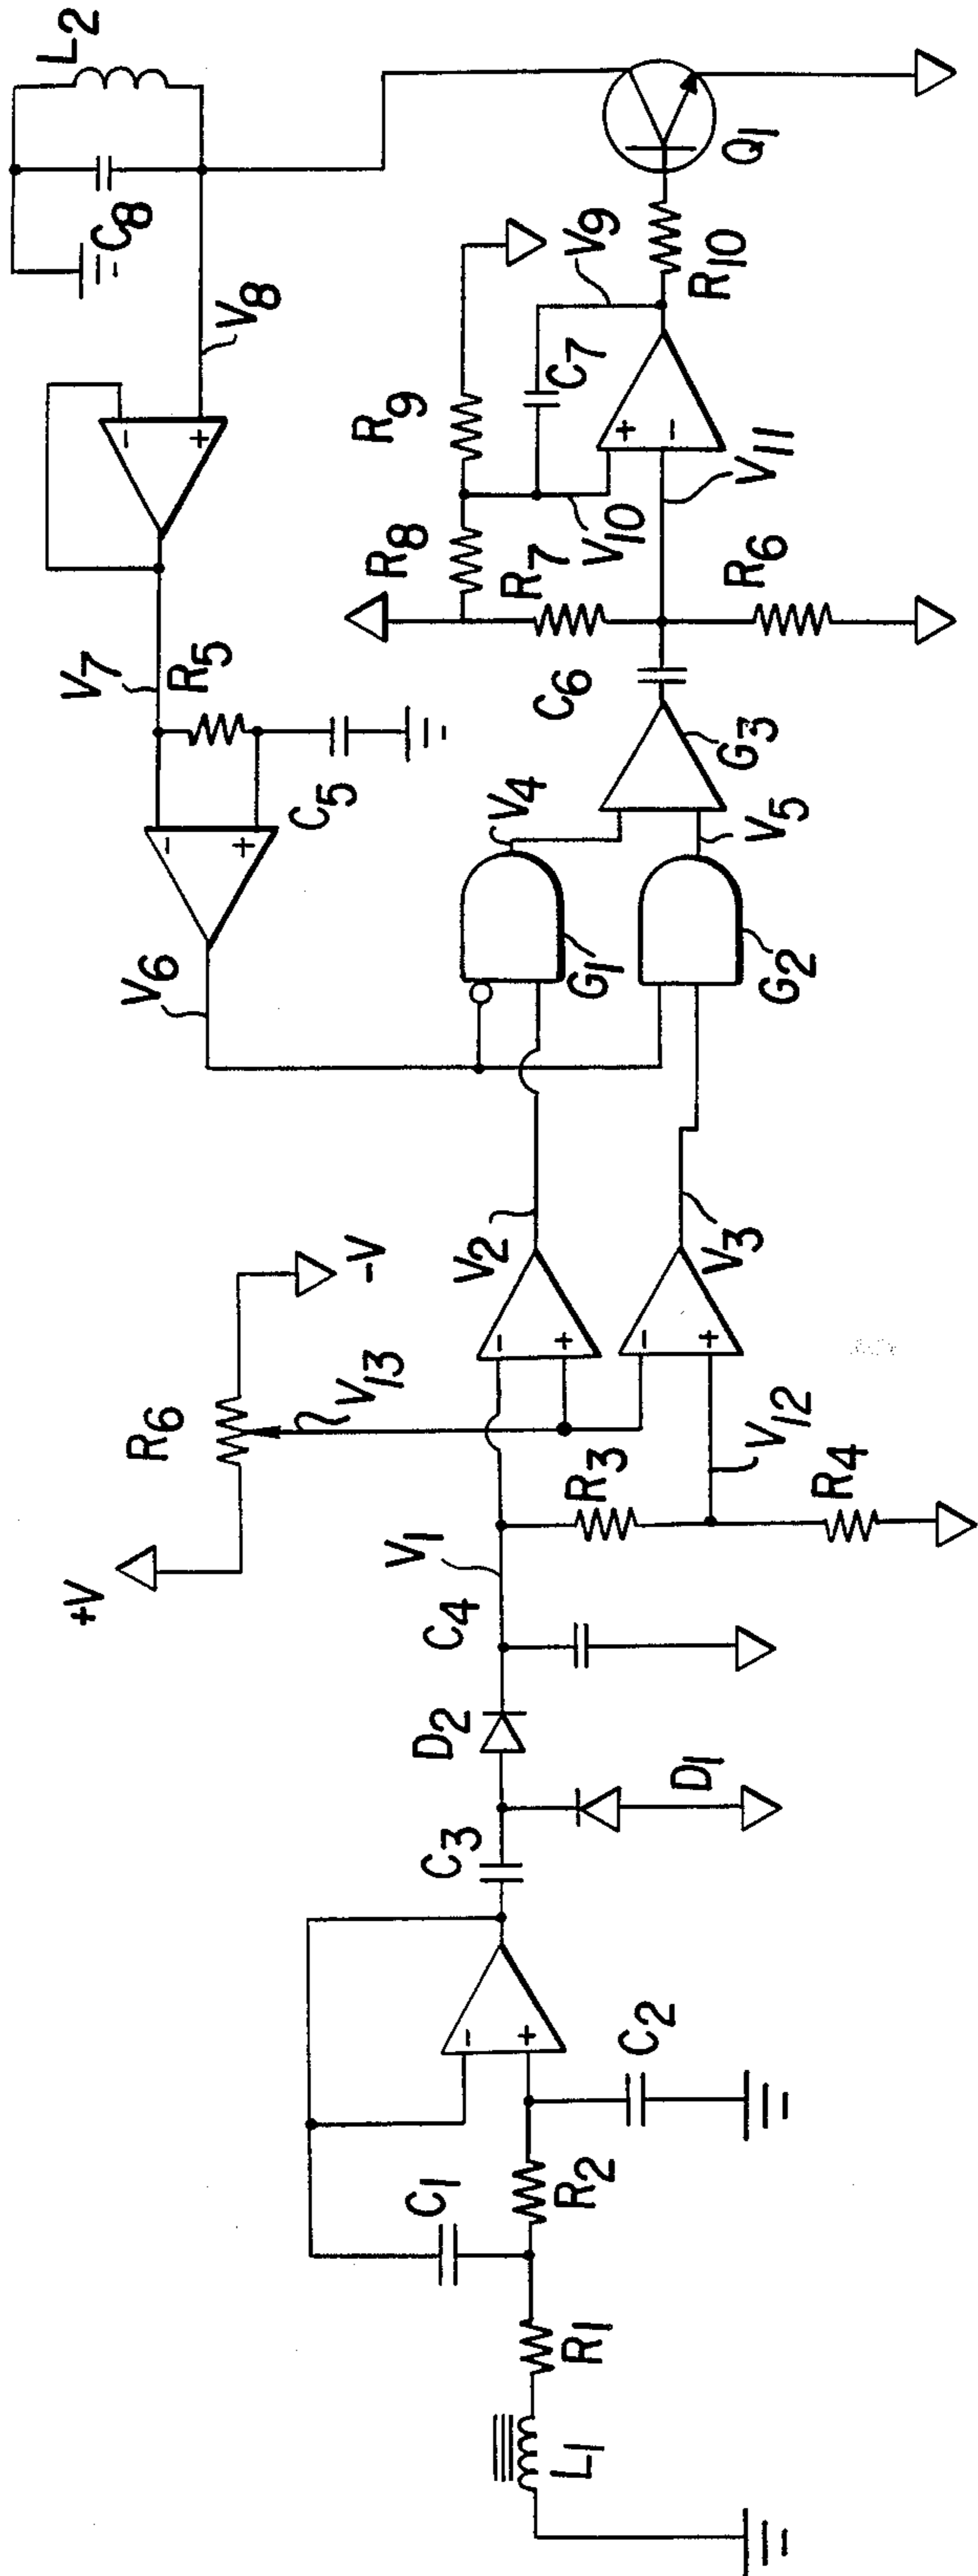 L2
C8
V8
V7
R5
C5
V6
R9
V9
R8
C7
R10
Q1
R7
V10
V11
R6
C6
G3
V4
V5
G1
G2
-V
R6
V13
+V
V2
V3
V12
R3
R4
V1
C4
D2
D1
C3
C2
C1
R2
R1
L1
- +
- +
- +
- +
- +
+ -